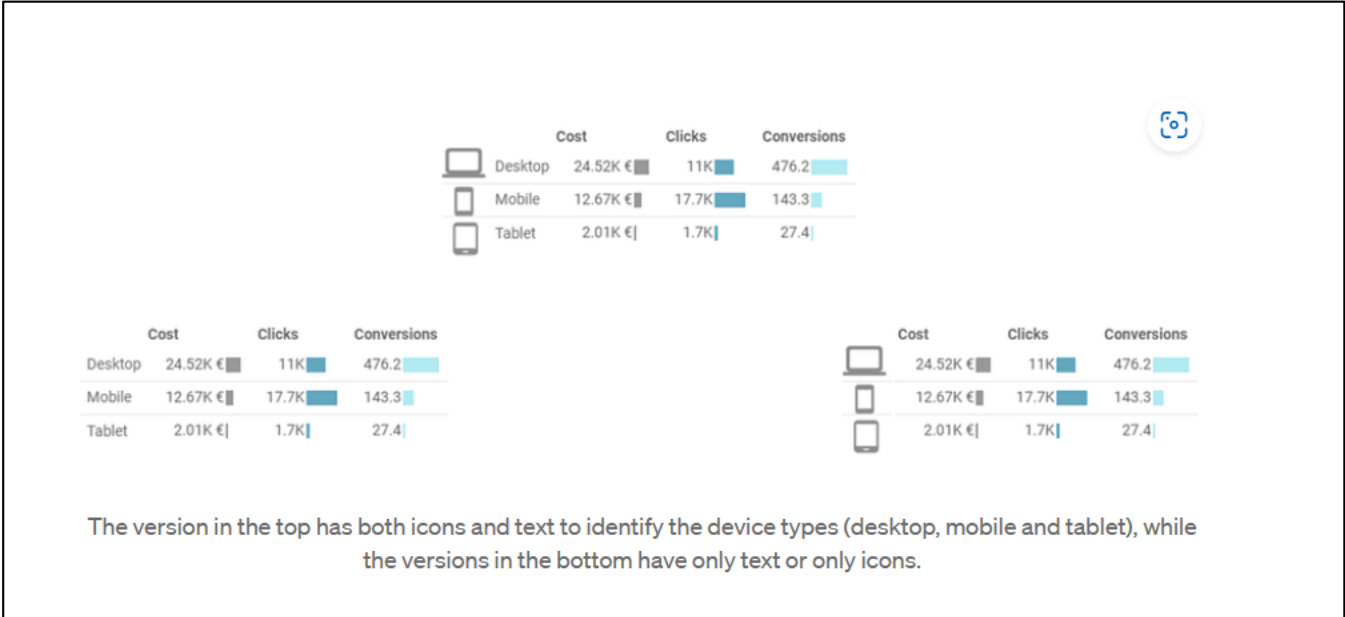 Cost Clicks Conversions
Desktop 24.52K € 11K 476.2
Mobile 12.67K € 17.7K 143.3
Tablet 2.01K € 1.7K 27.4
Cost Clicks Conversions
Desktop 24.52K € 11K 476.2
Mobile 12.67K € 17.7K 143.3
Tablet 2.01K € 1.7K 27.4
Cost Clicks Conversions
24.52K € 11K 476.2
12.67K € 17.7K 143.3
2.01K € 1.7K 27.4
The version in the top has both icons and text to identify the device types (desktop, mobile and tablet), while
the versions in the bottom have only text or only icons.